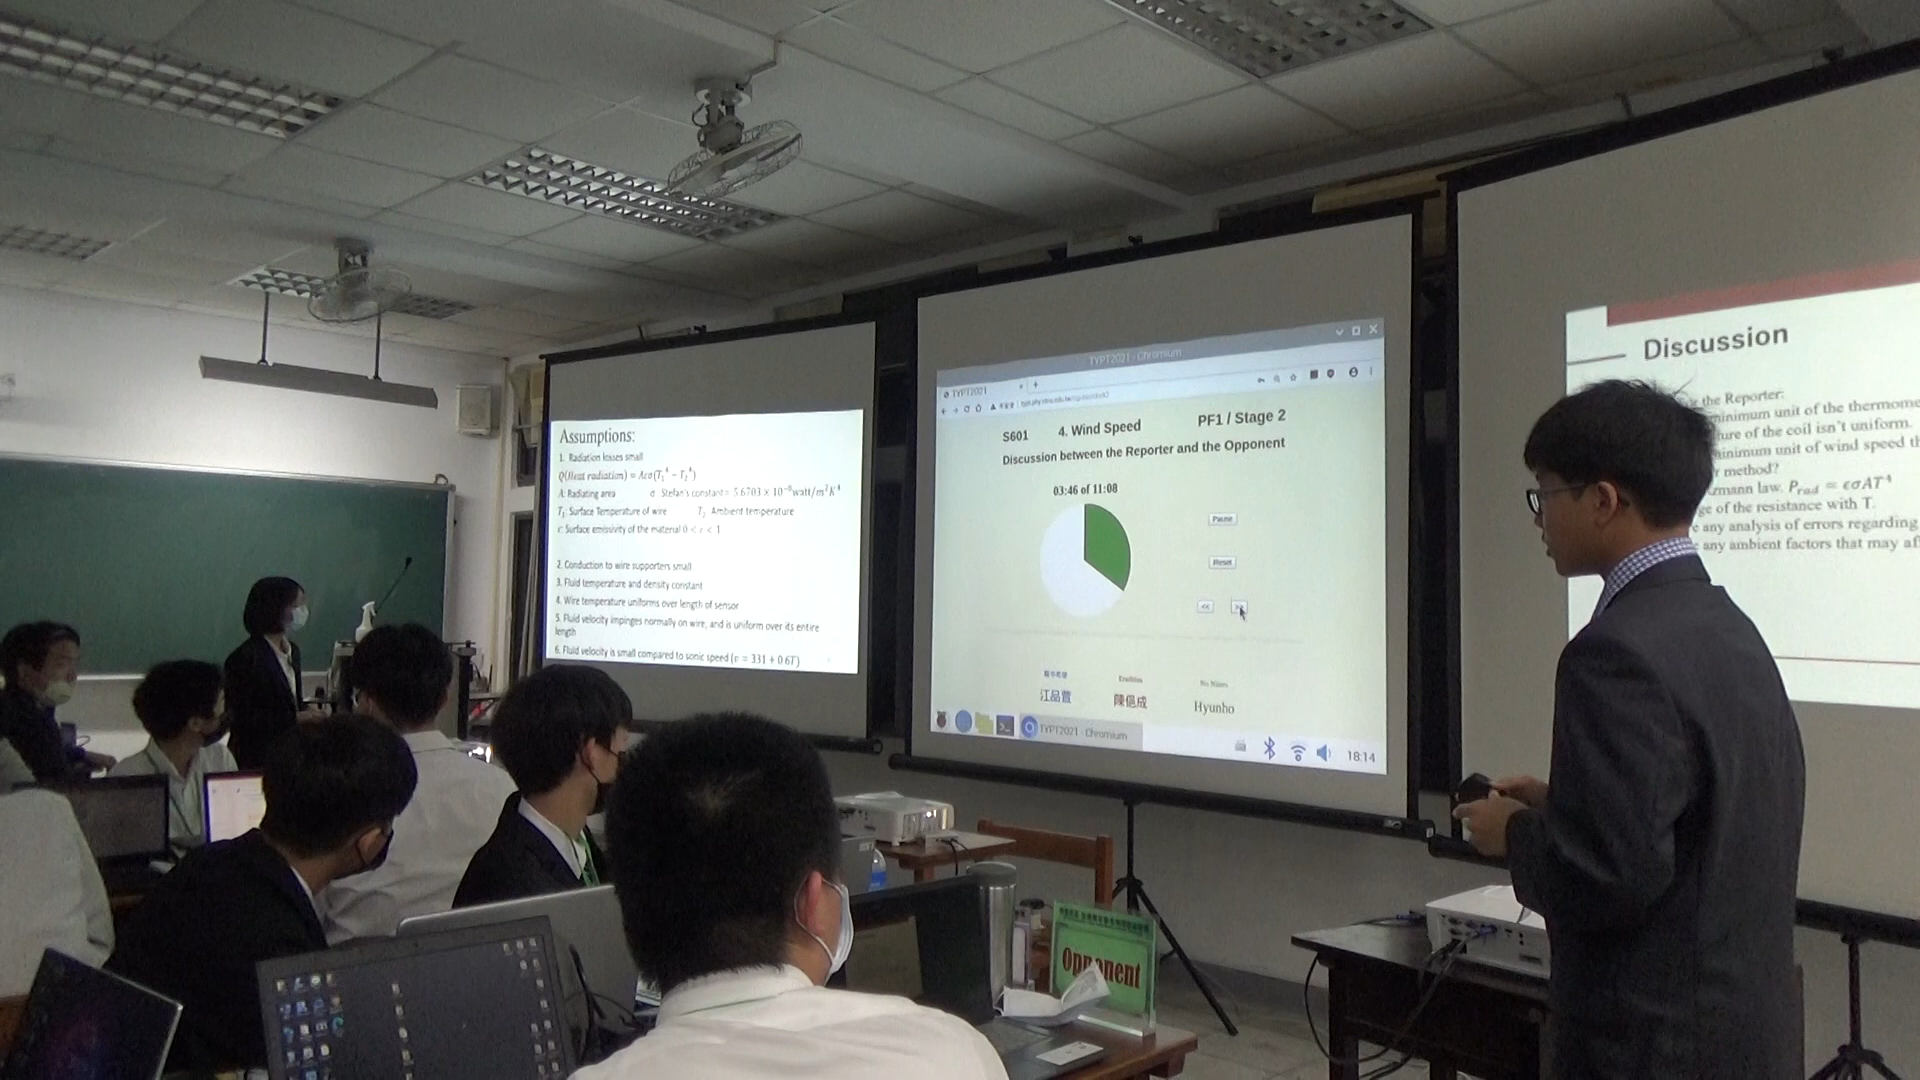 Assumptions:
1. Radiation losses small
Q(Heat radiation) = Aεσ(T₁⁴ − T₂⁴)
A: Radiating area σ: Stefan's constant = 5.6703 × 10⁻⁸ watt/m²K⁴
T₁: Surface Temperature of wire T₂: Ambient temperature
ε: Surface emissivity of the material 0 < ε < 1
2. Conduction to wire supporters small
3. Fluid temperature and density constant
4. Wire temperature uniforms over length of sensor
5. Fluid velocity impinges normally on wire, and is uniform over its entire
length
6. Fluid velocity is small compared to sonic speed (v = 331 + 0.6T)
TYPT2021 - Chromium
TYPT2021
S601 4. Wind Speed PF1 / Stage 2
Discussion between the Reporter and the Opponent
03:46 of 11:08
Pause
Reset
<< >>
Erudition No Niners
江品萱 陳俋成 Hyunho
TYPT2021 - Chromium
18:14
Discussion
the Reporter:
minimum unit of the thermome
ture of the coil isn't uniform.
minimum unit of wind speed th
r method?
zmann law. P_rad = εσAT⁴
ge of the resistance with T.
e any analysis of errors regarding
e any ambient factors that may af
Opponent